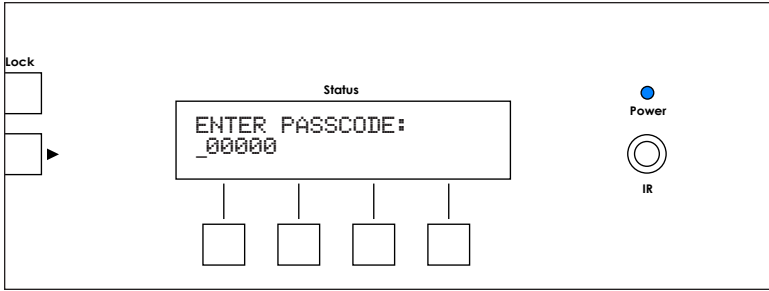 Lock
Status
ENTER PASSCODE:
_00000
Power
IR